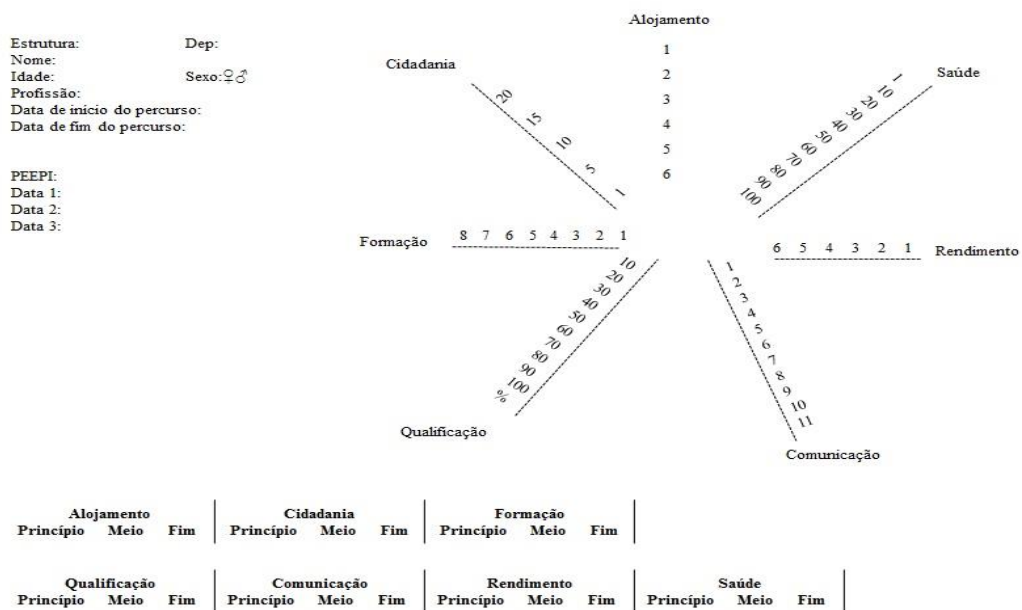 Estrutura: Dep:
Nome:
Idade: Sexo:♀♂
Profissão:
Data de inicio do percurso:
Data de fim do percurso:
PEEPI:
Data 1:
Data 2:
Data 3:
Alojamento
1
2
3
4
5
6
Cidadania
20
15
10
5
1
Saúde
1
10
20
30
40
50
60
70
80
90
100
Formação 8 7 6 5 4 3 2 1
6 5 4 3 2 1 Rendimento
10
20
30
40
50
60
70
80
90
100
%
Qualificação
1
2
3
4
5
6
7
8
9
10
11
Comunicação
Alojamento Cidadania Formação
Princípio Meio Fim Princípio Meio Fim Princípio Meio Fim
Qualificação Comunicação Rendimento Saúde
Princípio Meio Fim Princípio Meio Fim Princípio Meio Fim Princípio Meio Fim